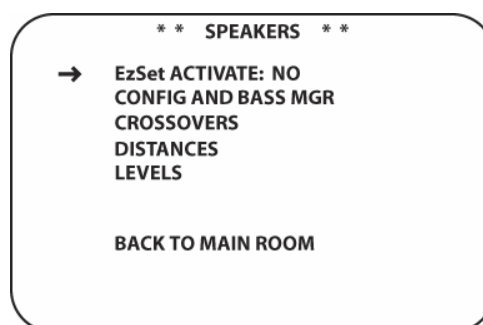 * * SPEAKERS * *
→ EzSet ACTIVATE: NO
CONFIG AND BASS MGR
CROSSOVERS
DISTANCES
LEVELS
BACK TO MAIN ROOM